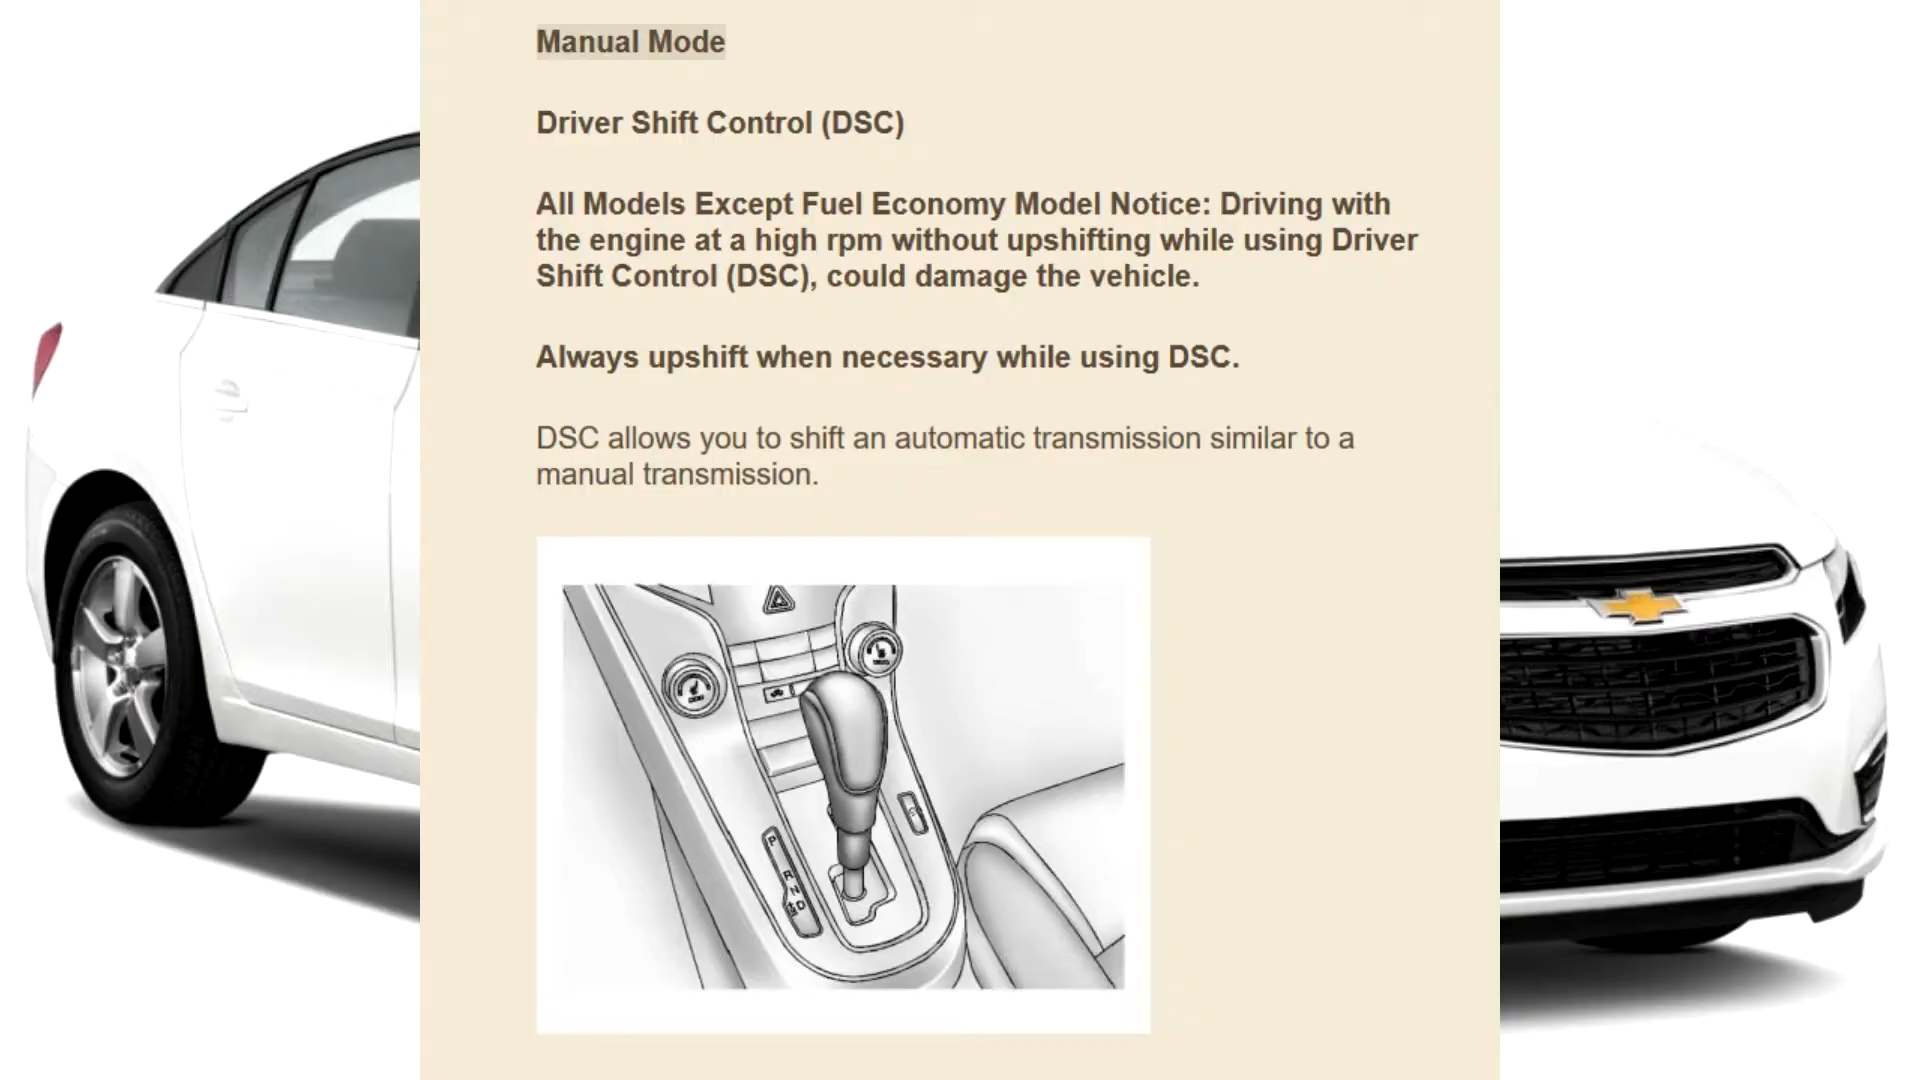 Manual Mode
Driver Shift Control (DSC)
All Models Except Fuel Economy Model Notice: Driving with
the engine at a high rpm without upshifting while using Driver
Shift Control (DSC), could damage the vehicle.
Always upshift when necessary while using DSC.
DSC allows you to shift an automatic transmission similar to a
manual transmission.
P
R
N
D